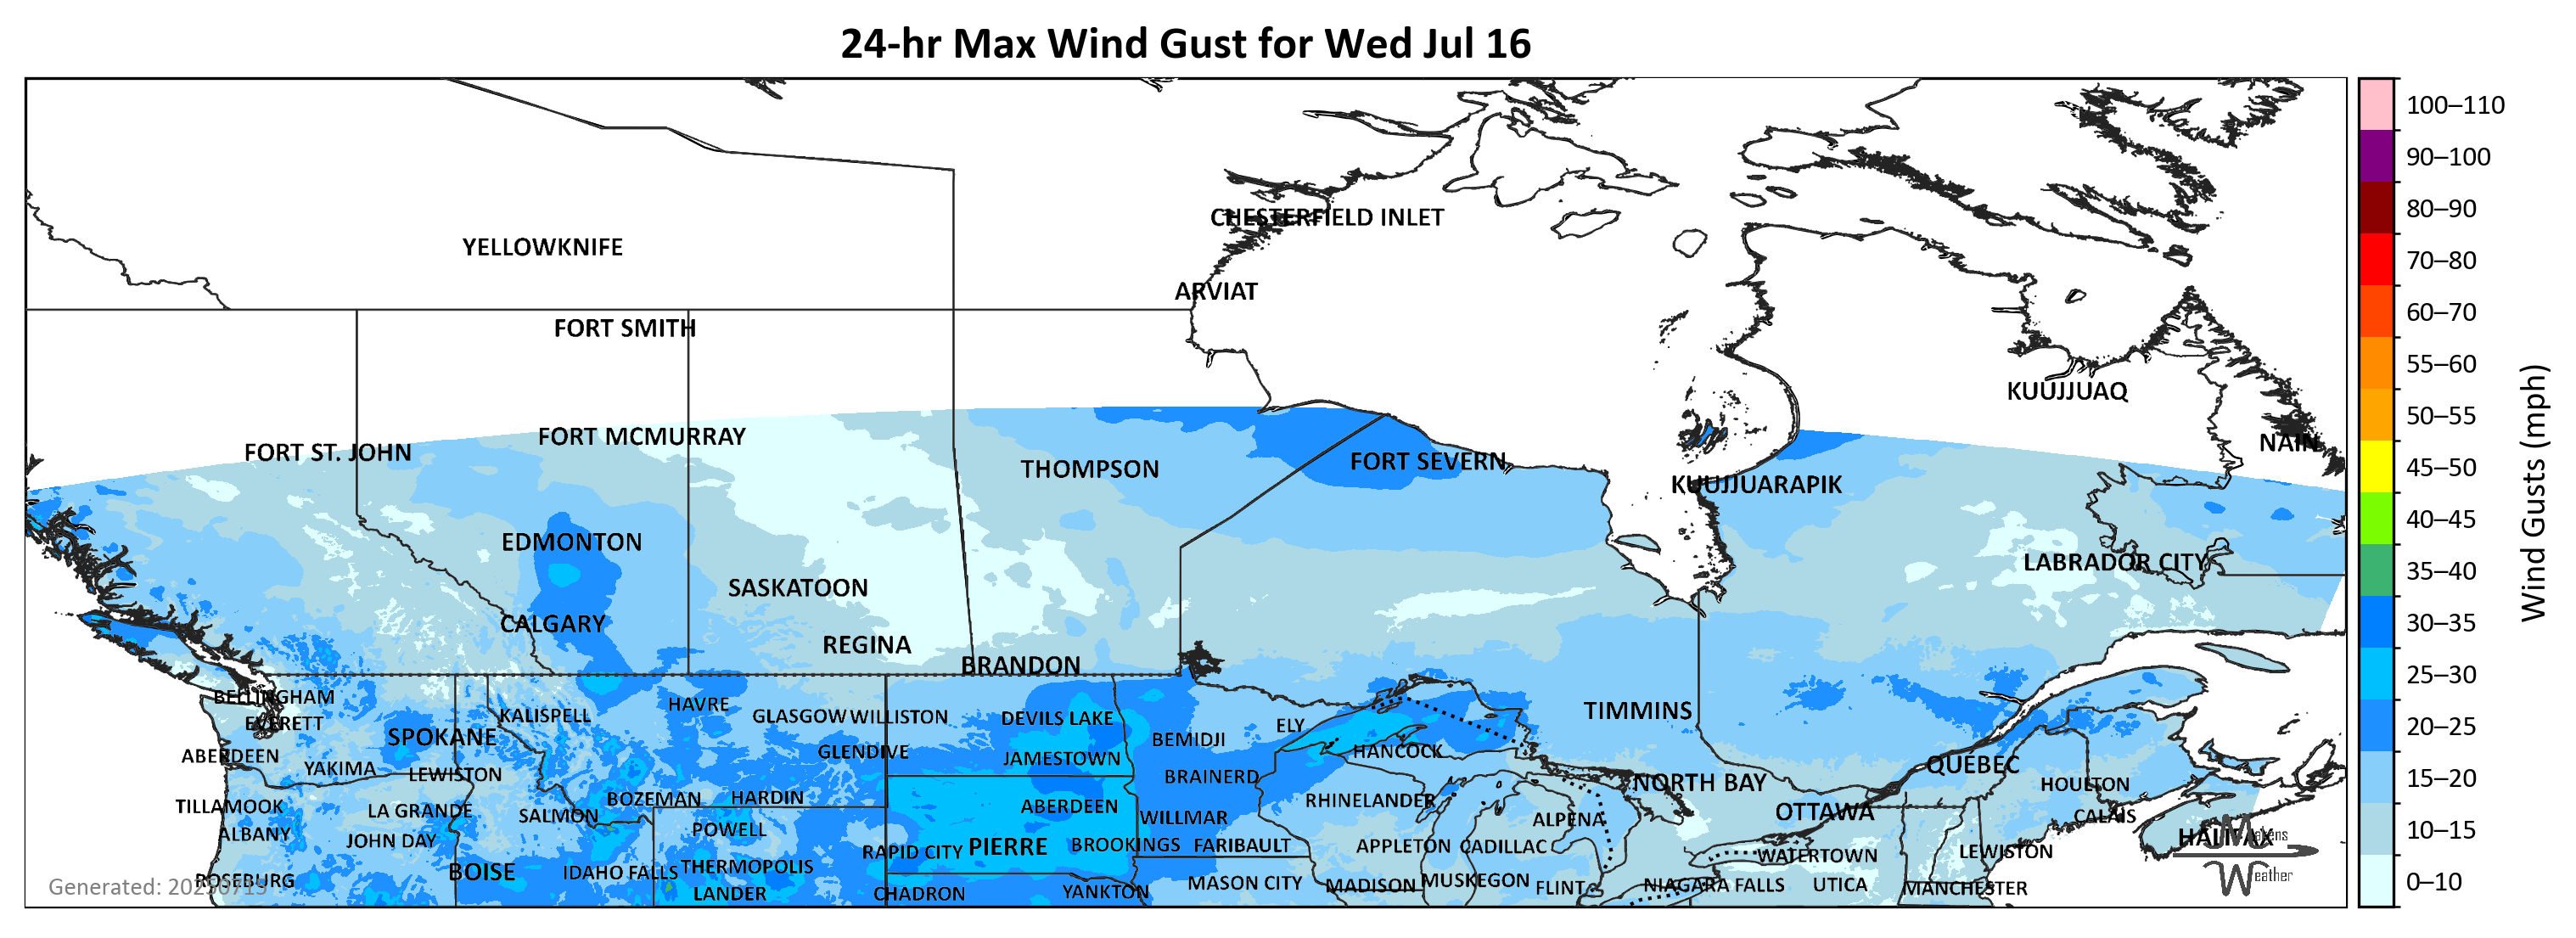 24-hr Max Wind Gust for Wed Jul 16
100–110
90–100
80–90
70–80
60–70
55–60
50–55
45–50
40–45
35–40
30–35
25–30
20–25
15–20
10–15
0–10
Wind Gusts (mph)
CHESTERFIELD INLET
YELLOWKNIFE
ARVIAT
FORT SMITH
KUUJJUAQ
FORT MCMURRAY
NAIN
FORT ST. JOHN
FORT SEVERN
THOMPSON
KUUJJUARAPIK
EDMONTON
LABRADOR CITY
SASKATOON
CALGARY
REGINA
BRANDON
BELLINGHAM
HAVRE
TIMMINS
KALISPELL
GLASGOW
WILLISTON
DEVILS LAKE
EVERETT
ELY
SPOKANE
BEMIDJI
GLENDIVE
HANCOCK
ABERDEEN
JAMESTOWN
QUEBEC
YAKIMA
LEWISTON
BRAINERD
NORTH BAY
HOULTON
BOZEMAN
HARDIN
RHINELANDER
TILLAMOOK
LA GRANDE
ABERDEEN
OTTAWA
SALMON
WILLMAR
CALAIS
ALPENA
POWELL
ALBANY
HALIFAX
Makens
JOHN DAY
PIERRE
BROOKINGS
FARIBAULT
APPLETON
CADILLAC
RAPID CITY
LEWISTON
WATERTOWN
THERMOPOLIS
BOISE
IDAHO FALLS
Weather
ROSEBURG
MUSKEGON
MASON CITY
MADISON
NIAGARA FALLS
UTICA
FLINT
MANCHESTER
LANDER
CHADRON
YANKTON
Generated: 20250715